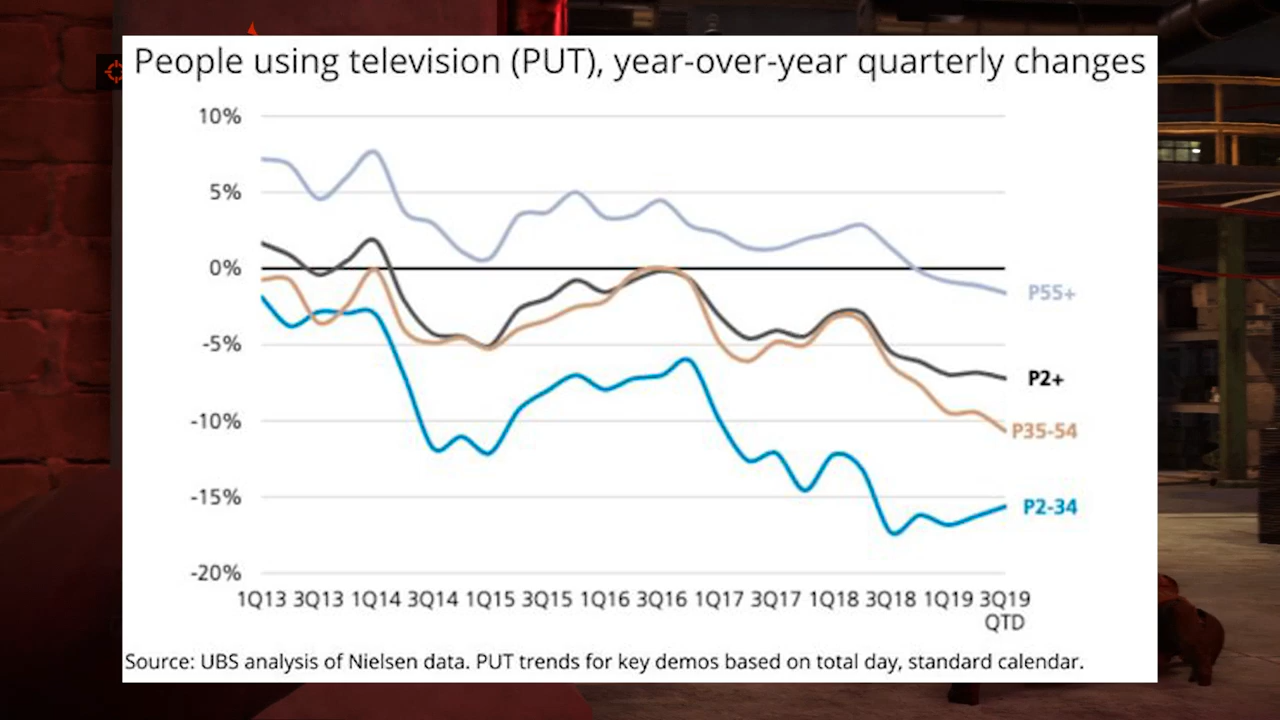 People using television (PUT), year-over-year quarterly changes
10%
5%
0%
-5%
-10%
-15%
-20%
P55+
P2+
P35-54
P2-34
1Q13 3Q13 1Q14 3Q14 1Q15 3Q15 1Q16 3Q16 1Q17 3Q17 1Q18 3Q18 1Q19 3Q19
QTD
Source: UBS analysis of Nielsen data. PUT trends for key demos based on total day, standard calendar.